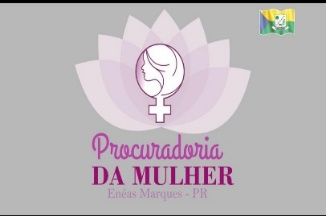 Procuradoria
DA MULHER
Enéas Marques - PR